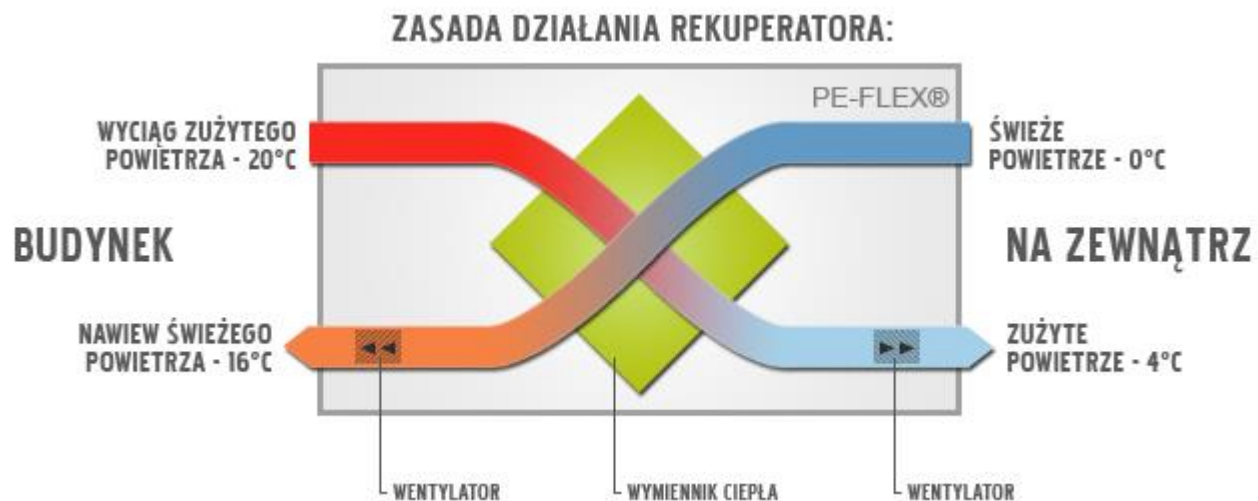 ZASADA DZIAŁANIA REKUPERATORA:
PE-FLEX®
WYCIĄG ZUŻYTEGO
POWIETRZA - 20°C
ŚWIEŻE
POWIETRZE - 0°C
BUDYNEK
NA ZEWNĄTRZ
NAWIEW ŚWIEŻEGO
POWIETRZA - 16°C
ZUŻYTE
POWIETRZE - 4°C
WENTYLATOR
WYMIENNIK CIEPŁA
WENTYLATOR